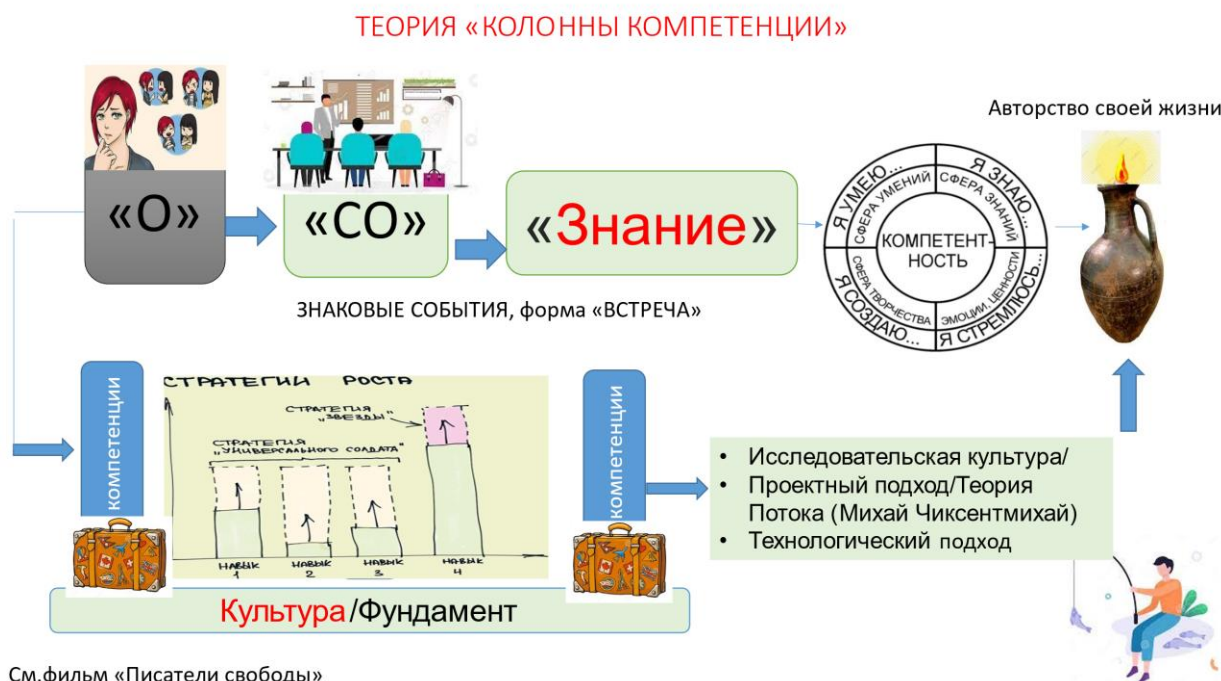 ТЕОРИЯ «КОЛОННЫ КОМПЕТЕНЦИИ»
Авторство своей жизни
«О»
«СО»
«Знание»
Я УМЕЮ...
Я ЗНАЮ...
СФЕРА УМЕНИЙ
СФЕРА ЗНАНИЙ
КОМПЕТЕНТ-
НОСТЬ
СФЕРА ТВОРЧЕСТВА
ЭМОЦИИ, ЦЕННОСТИ
Я СОЗДАЮ...
Я СТРЕМЛЮСЬ...
ЗНАКОВЫЕ СОБЫТИЯ, форма «ВСТРЕЧА»
компетенции
СТРАТЕГИИ РОСТА
СТРАТЕГИЯ
„ЗВЕЗДЫ"
СТРАТЕГИЯ
„УНИВЕРСАЛЬНОГО СОЛДАТА"
НАВЫК
1
НАВЫК
2
НАВЫК
3
НАВЫК
4
компетенции
• Исследовательская культура/
• Проектный подход/Теория
Потока (Михай Чиксентмихай)
• Технологический подход
Культура/Фундамент
См.фильм «Писатели свободы»